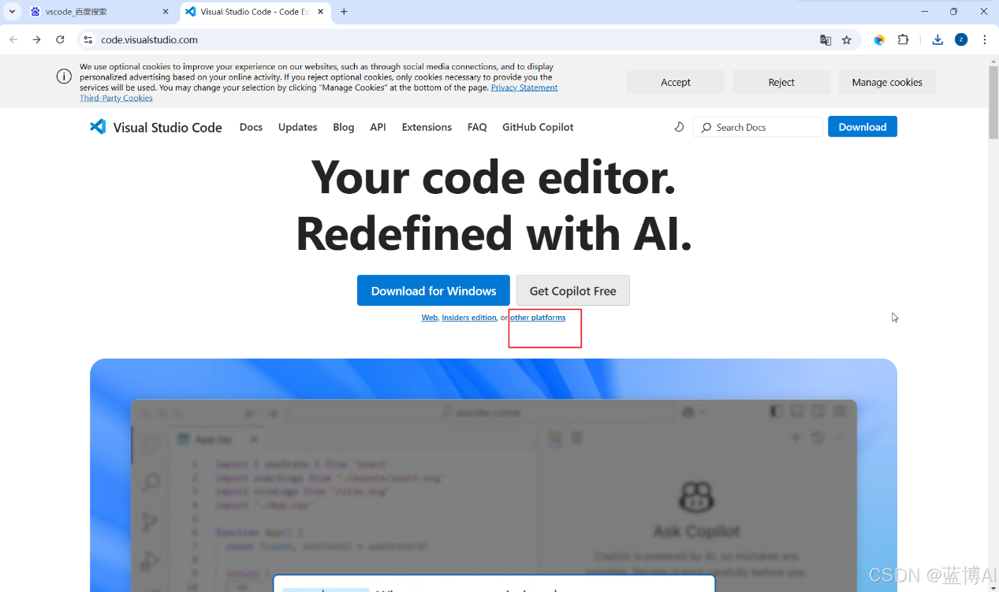 vscode_百度搜索
Visual Studio Code - Code Ed
code.visualstudio.com
We use optional cookies to improve your experience on our websites, such as through social media connections, and to display
personalized advertising based on your online activity. If you reject optional cookies, only cookies necessary to provide you the
services will be used. You may change your selection by clicking "Manage Cookies" at the bottom of the page. Privacy Statement
Third-Party Cookies
Accept
Reject
Manage cookies
Visual Studio Code
Docs
Updates
Blog
API
Extensions
FAQ
GitHub Copilot
Search Docs
Download
Your code editor.
Redefined with AI.
Download for Windows
Get Copilot Free
Web, Insiders edition, or other platforms
wordle-clone
App.tsx
1 import { useState } from 'react'
2 import reactLogo from './assets/react.svg'
3 import viteLogo from '/vite.svg'
4 import './App.css'
5
6 function App() {
7 const [count, setCount] = useState(0)
8
9 return (
10 <>
Ask Copilot
Copilot is powered by AI, so mistakes are
possible. Review output carefully before use.
CSDN @蓝博AI